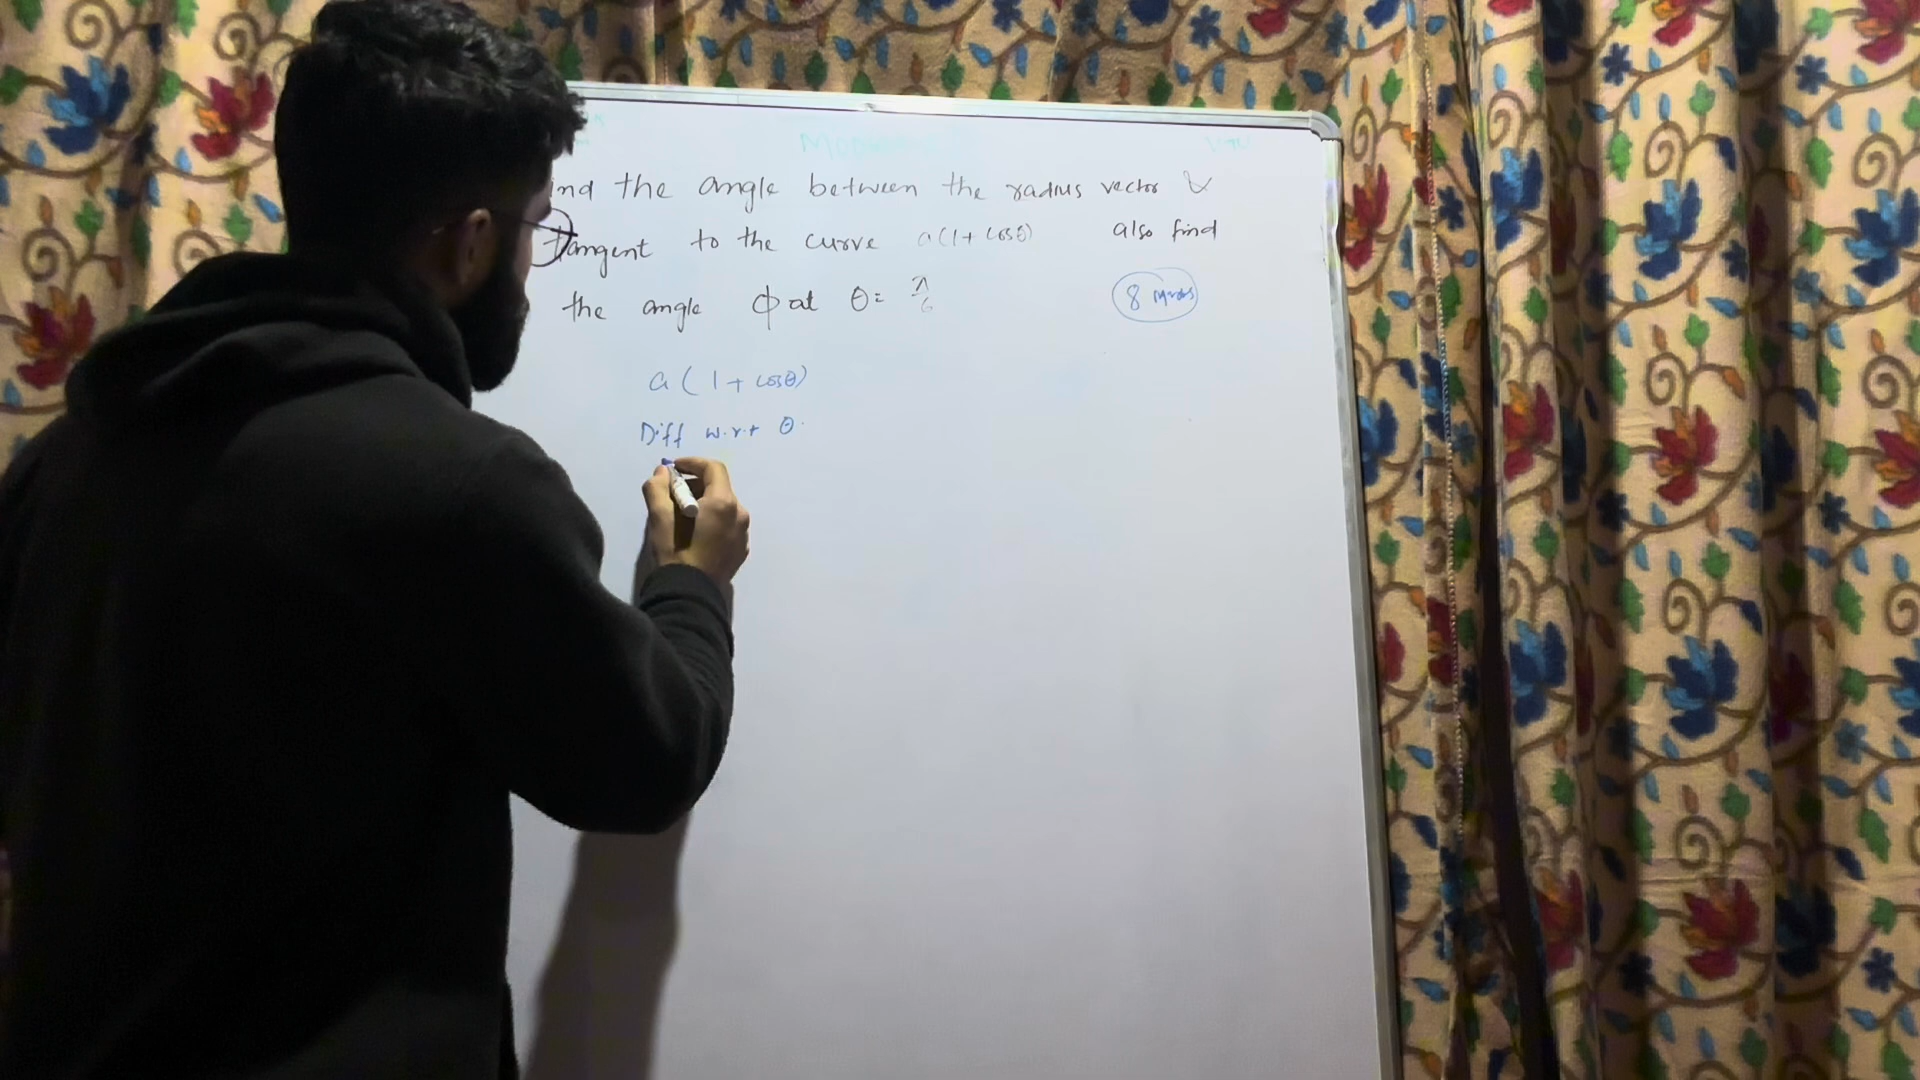 ind the angle between the radius vector &
tangent to the curve a(1+cosθ) also find
the angle ϕ at θ = π/6
8 Marks
a(1+cosθ)
Diff w.r.t θ.